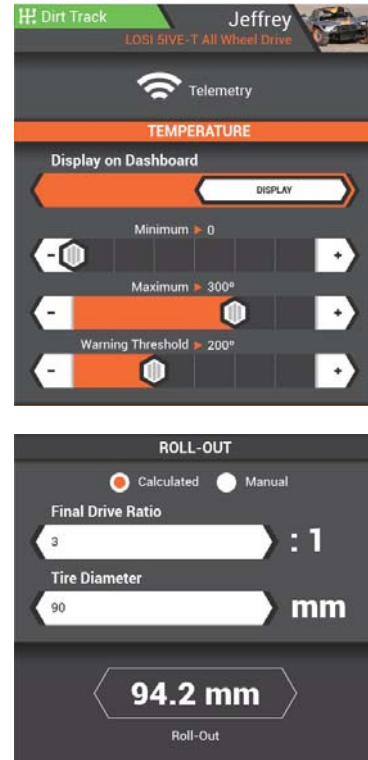 Dirt Track
Jeffrey
LOSI 5IVE-T All Wheel Drive
Telemetry
TEMPERATURE
Display on Dashboard
DISPLAY
Minimum ▶ 0
- +
Maximum ▶ 300º
- +
Warning Threshold ▶ 200º
- +
ROLL-OUT
Calculated Manual
Final Drive Ratio
3 : 1
Tire Diameter
90 mm
94.2 mm
Roll-Out